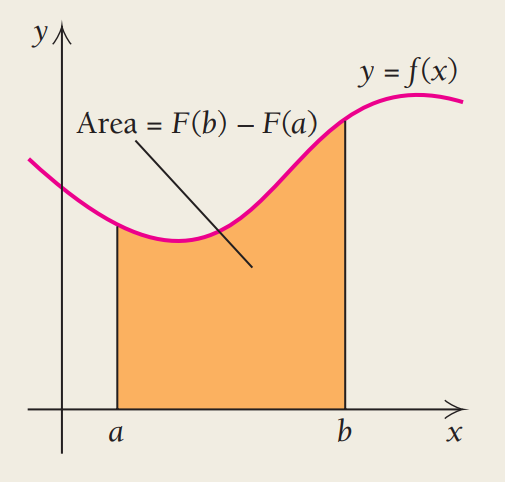 y
y = f(x)
Area = F(b) – F(a)
a
b
x